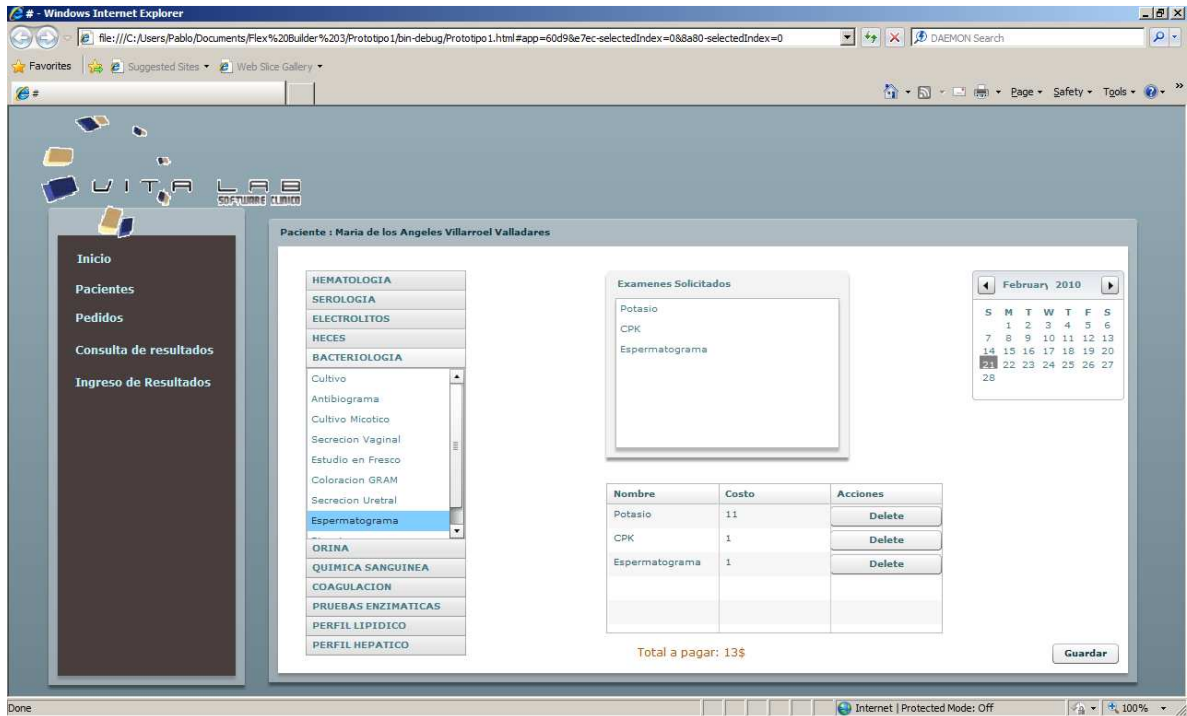 # - Windows Internet Explorer
file:///C:/Users/Pablo/Documents/Flex%20Builder%203/Prototipo1/bin-debug/Prototipo1.html#app=60d9&e7ec-selectedIndex=0&8a80-selectedIndex=0
DAEMON Search
Favorites Suggested Sites Web Slice Gallery
#
Page Safety Tools
VITA LAB
SOFTWARE CLINICO
Inicio
Pacientes
Pedidos
Consulta de resultados
Ingreso de Resultados
Paciente : Maria de los Angeles Villarroel Valladares
HEMATOLOGIA
SEROLOGIA
ELECTROLITOS
HECES
BACTERIOLOGIA
Cultivo
Antibiograma
Cultivo Micotico
Secrecion Vaginal
Estudio en Fresco
Coloracion GRAM
Secrecion Uretral
Espermatograma
ORINA
QUIMICA SANGUINEA
COAGULACION
PRUEBAS ENZIMATICAS
PERFIL LIPIDICO
PERFIL HEPATICO
Examenes Solicitados
Potasio
CPK
Espermatograma
Nombre Costo Acciones
Potasio 11 Delete
CPK 1 Delete
Espermatograma 1 Delete
Total a pagar: 13$
February 2010
S M T W T F S
1 2 3 4 5 6
7 8 9 10 11 12 13
14 15 16 17 18 19 20
21 22 23 24 25 26 27
28
Guardar
Done
Internet | Protected Mode: Off
100%